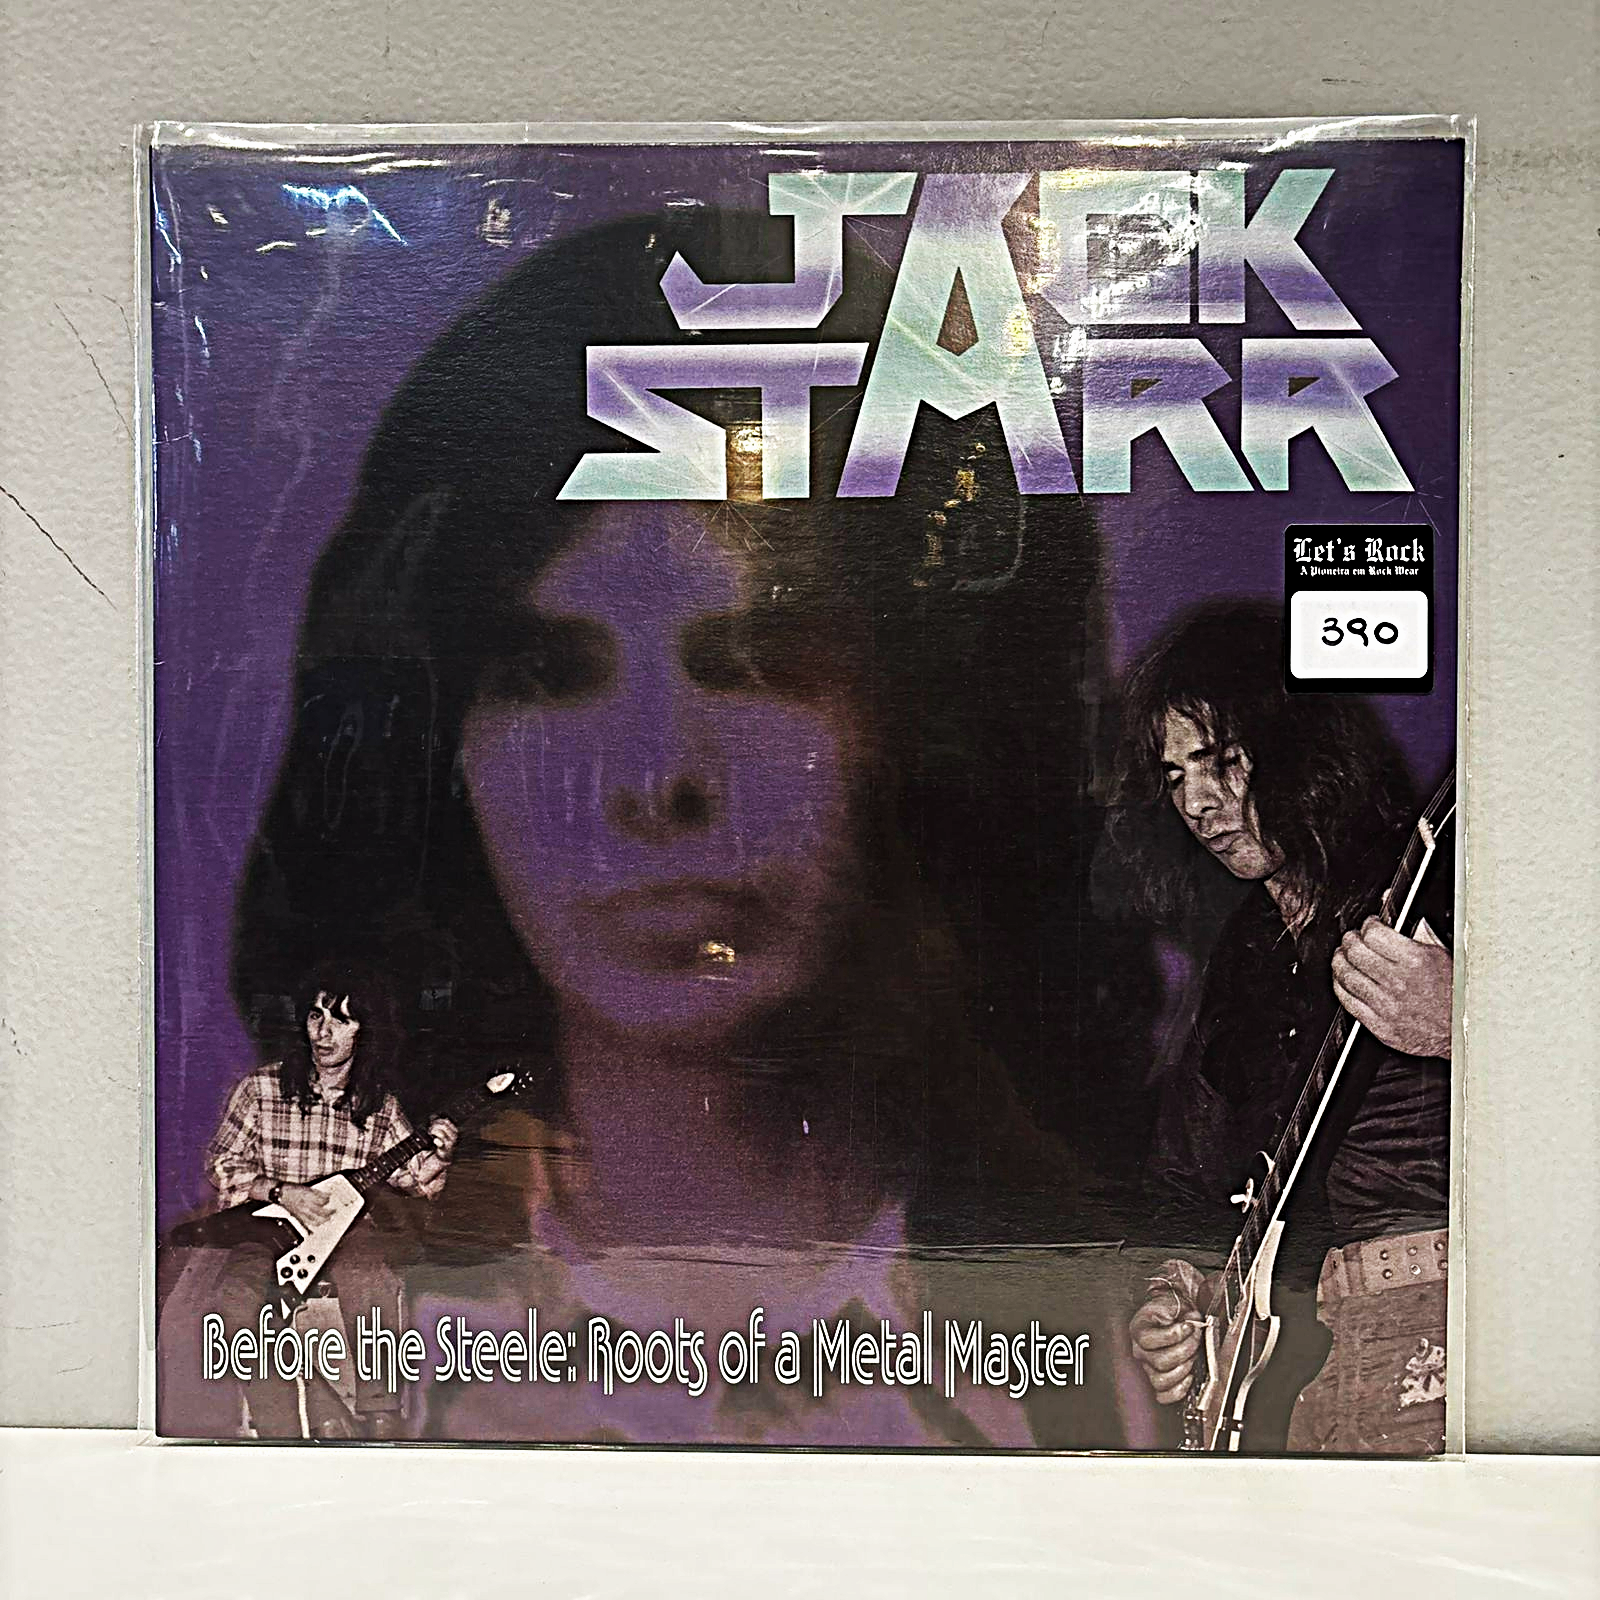 JACK
STARR
Let's Rock
A Pioneira em Rock Wear
390
Before the Steele: Roots of a Metal Master